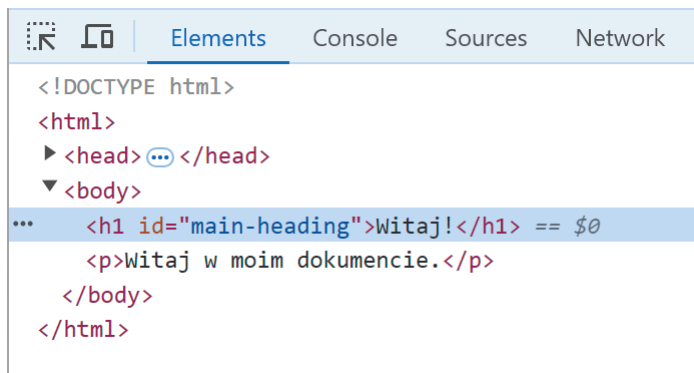 Elements Console Sources Network
<!DOCTYPE html>
<html>
<head> ••• </head>
<body>
••• <h1 id="main-heading">Witaj!</h1> == $0
<p>Witaj w moim dokumencie.</p>
</body>
</html>